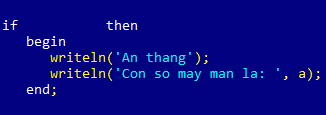 if then
begin
writeln('An thang');
writeln('Con so may man la: ', a);
end;